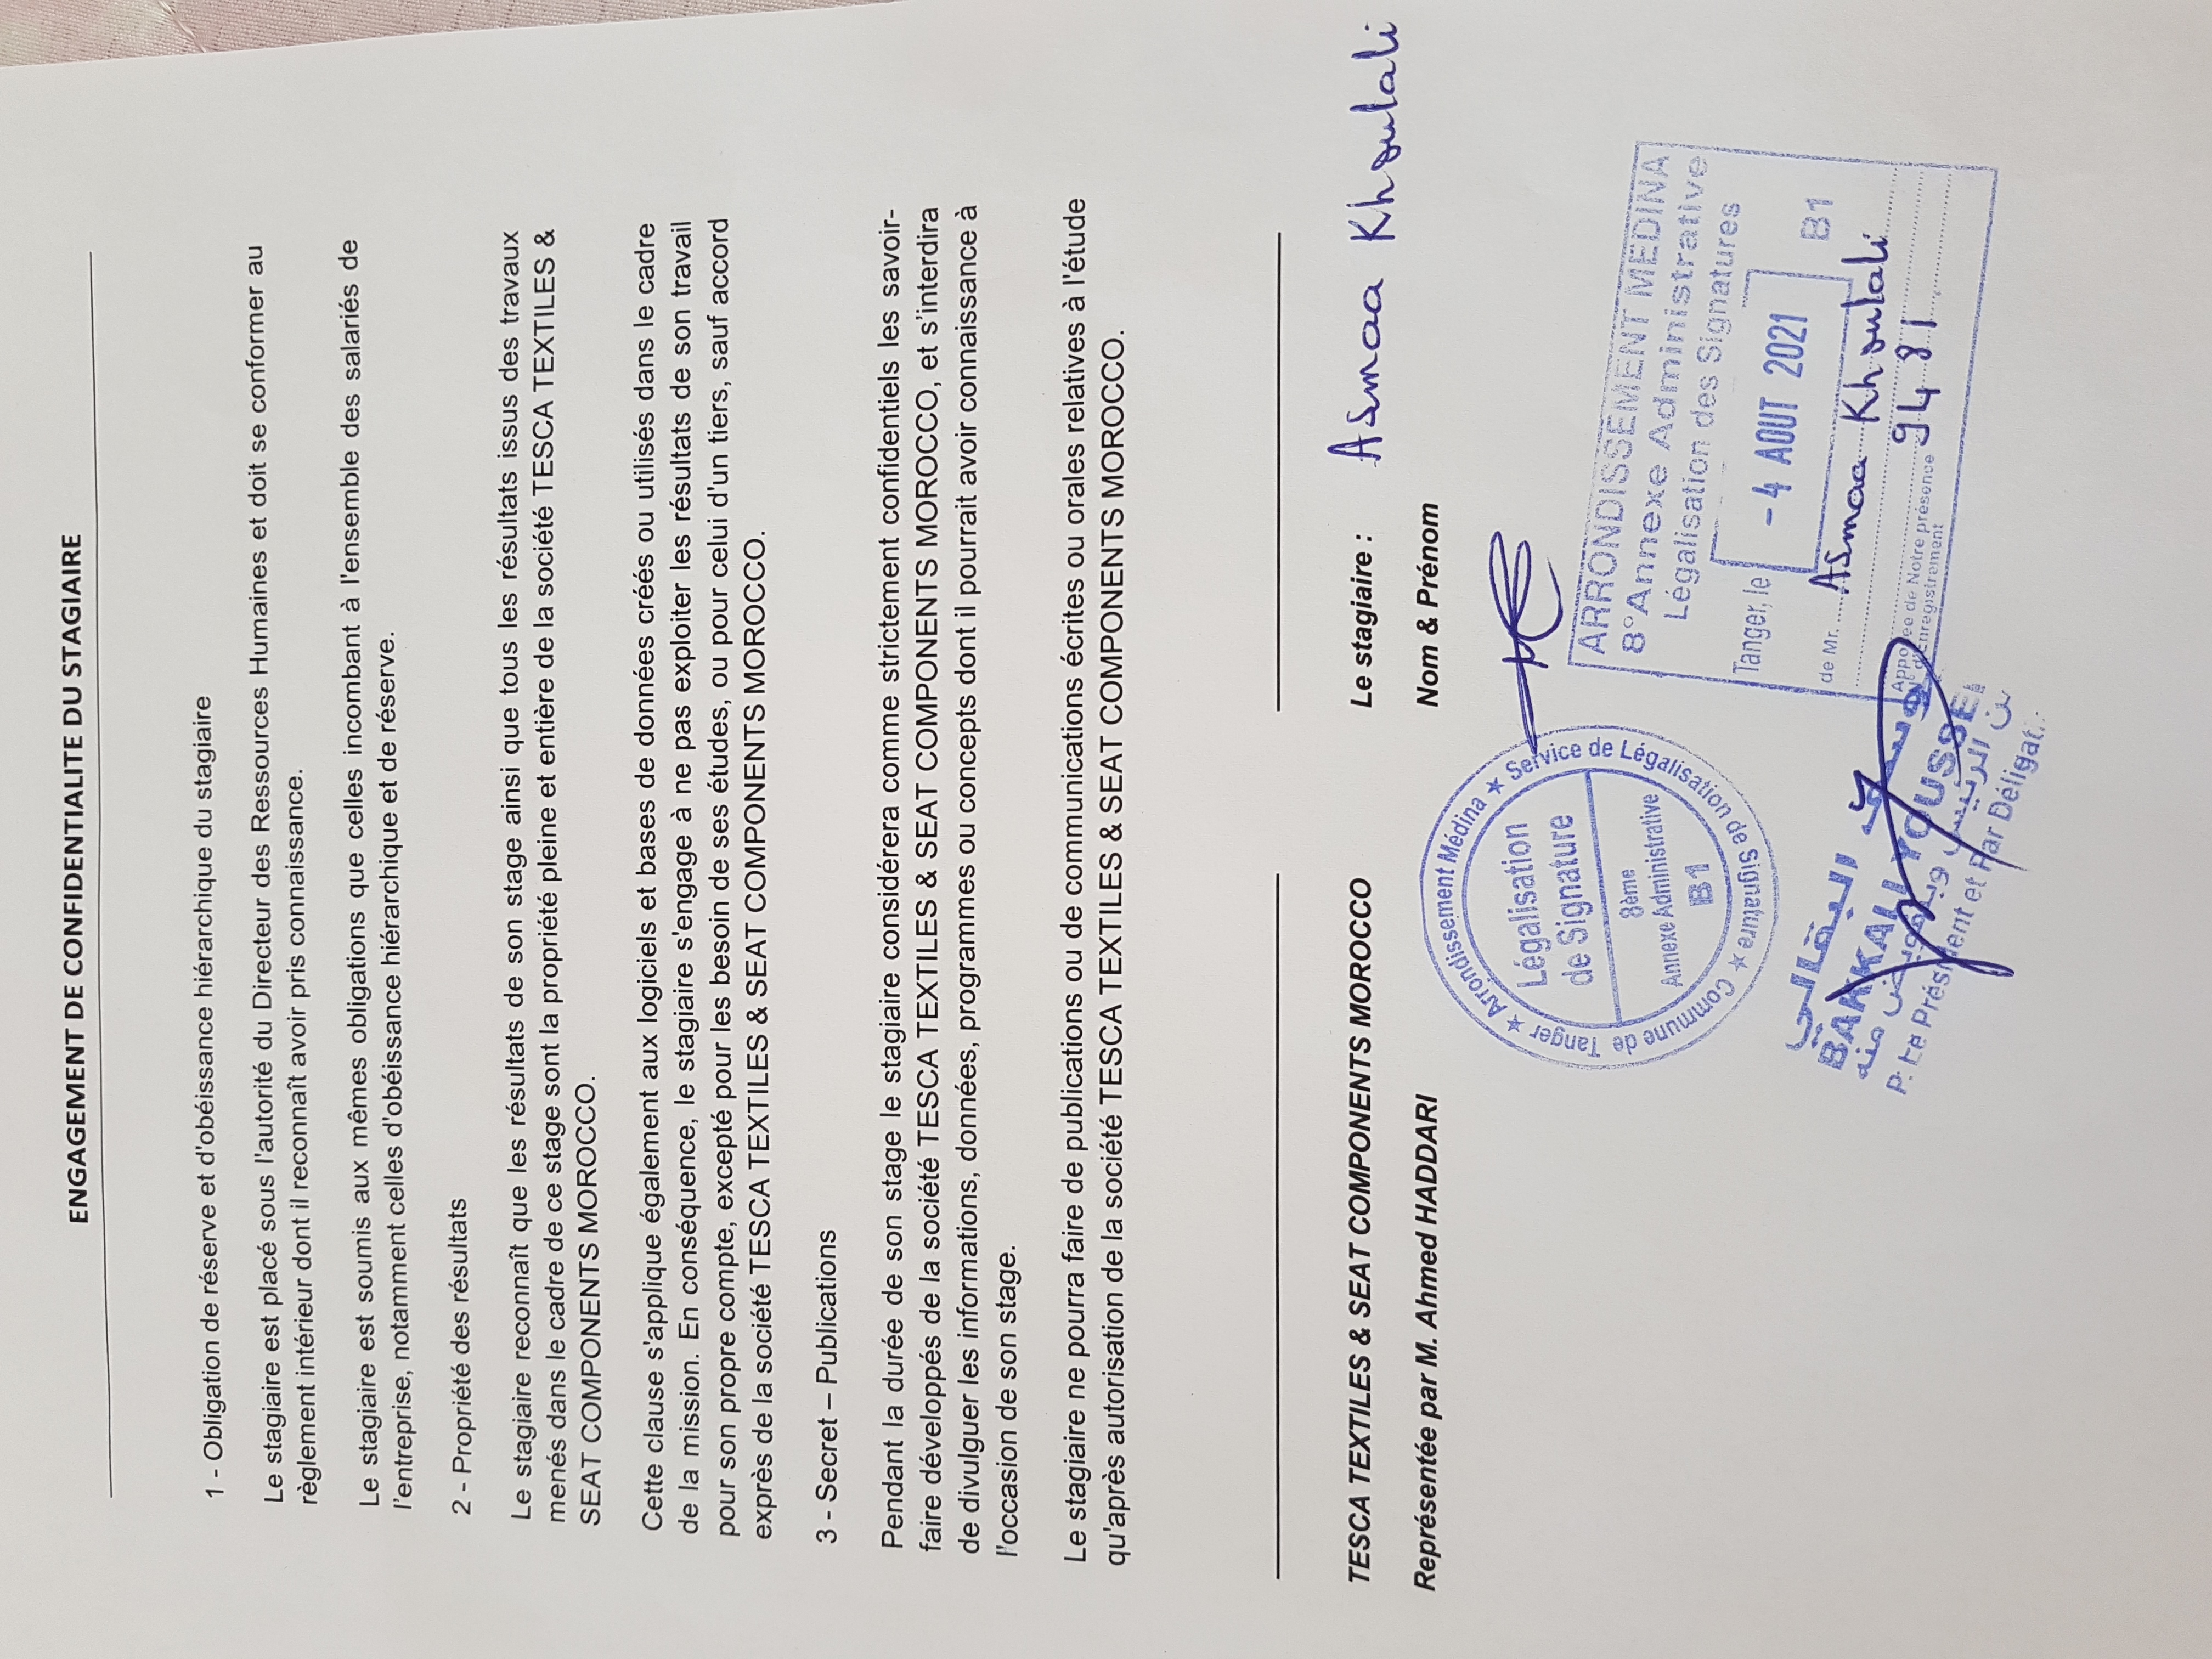 ENGAGEMENT DE CONFIDENTIALITE DU STAGIAIRE
1 - Obligation de réserve et d'obéissance hiérarchique du stagiaire
Le stagiaire est placé sous l'autorité du Directeur des Ressources Humaines et doit se conformer au
règlement intérieur dont il reconnaît avoir pris connaissance.
Le stagiaire est soumis aux mêmes obligations que celles incombant à l'ensemble des salariés de
l'entreprise, notamment celles d'obéissance hiérarchique et de réserve.
2 - Propriété des résultats
Le stagiaire reconnaît que les résultats de son stage ainsi que tous les résultats issus des travaux
menés dans le cadre de ce stage sont la propriété pleine et entière de la société TESCA TEXTILES &
SEAT COMPONENTS MOROCCO.
Cette clause s'applique également aux logiciels et bases de données créés ou utilisés dans le cadre
de la mission. En conséquence, le stagiaire s'engage à ne pas exploiter les résultats de son travail
pour son propre compte, excepté pour les besoin de ses études, ou pour celui d'un tiers, sauf accord
exprès de la société TESCA TEXTILES & SEAT COMPONENTS MOROCCO.
3 - Secret – Publications
Pendant la durée de son stage le stagiaire considérera comme strictement confidentiels les savoir-
faire développés de la société TESCA TEXTILES & SEAT COMPONENTS MOROCCO, et s'interdira
de divulguer les informations, données, programmes ou concepts dont il pourrait avoir connaissance à
l'occasion de son stage.
Le stagiaire ne pourra faire de publications ou de communications écrites ou orales relatives à l'étude
qu'après autorisation de la société TESCA TEXTILES & SEAT COMPONENTS MOROCCO.
TESCA TEXTILES & SEAT COMPONENTS MOROCCO
Le stagiaire : Asmaa Khoulali
Représentée par M. Ahmed HADDARI
Nom & Prénom
Commune de Tanger ★ Arrondissement Médina ★ Service de Légalisation de Signature ★
Légalisation
de Signature
8ème
Annexe Administrative
B1
ARRONDISSEMENT MEDINA
8°Annexe Administrative
Légalisation des Signatures
Tanger, le - 4 AOUT 2021 B1
de Mr. Asmaa Khoulali
Apposée de Notre présence
N° d'Enregistrement 9481
يوسف البقالي
BAKKALI YOUSSEF
عن الرئيس وبتفويض منه
P. Le Président et Par Déligat